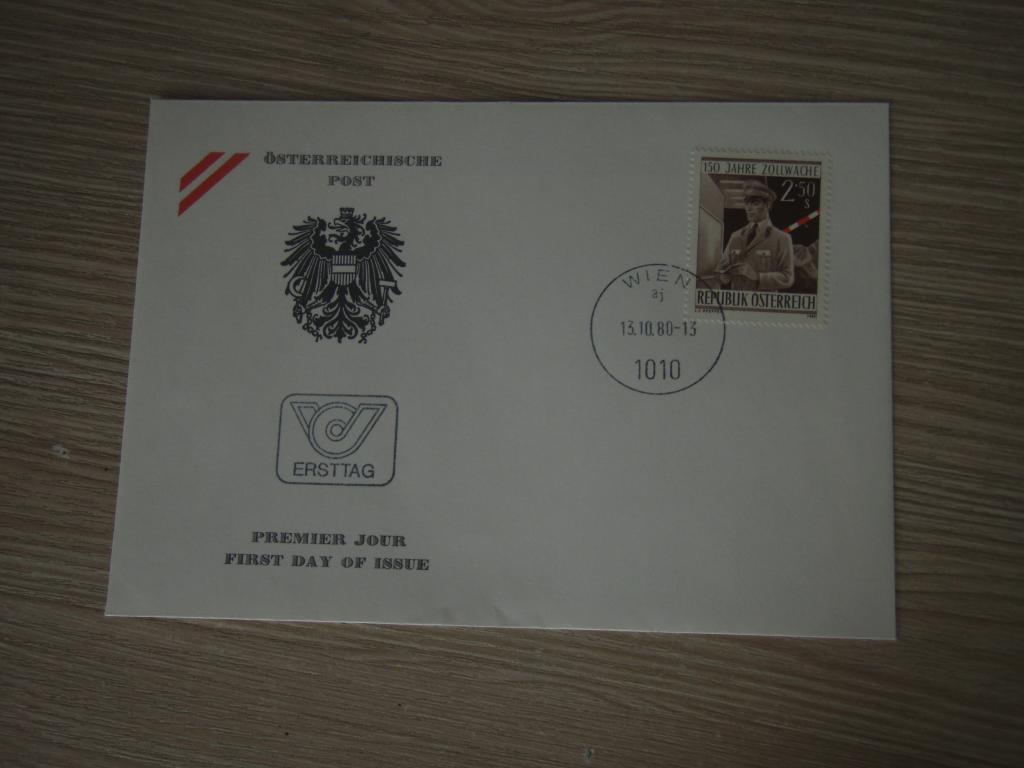 ÖSTERREICHISCHE
POST
ERSTTAG
PREMIER JOUR
FIRST DAY OF ISSUE
150 JAHRE ZOLLWACHE
2·50
S
REPUBLIK ÖSTERREICH
WIEN
aj
13.10.80-13
1010